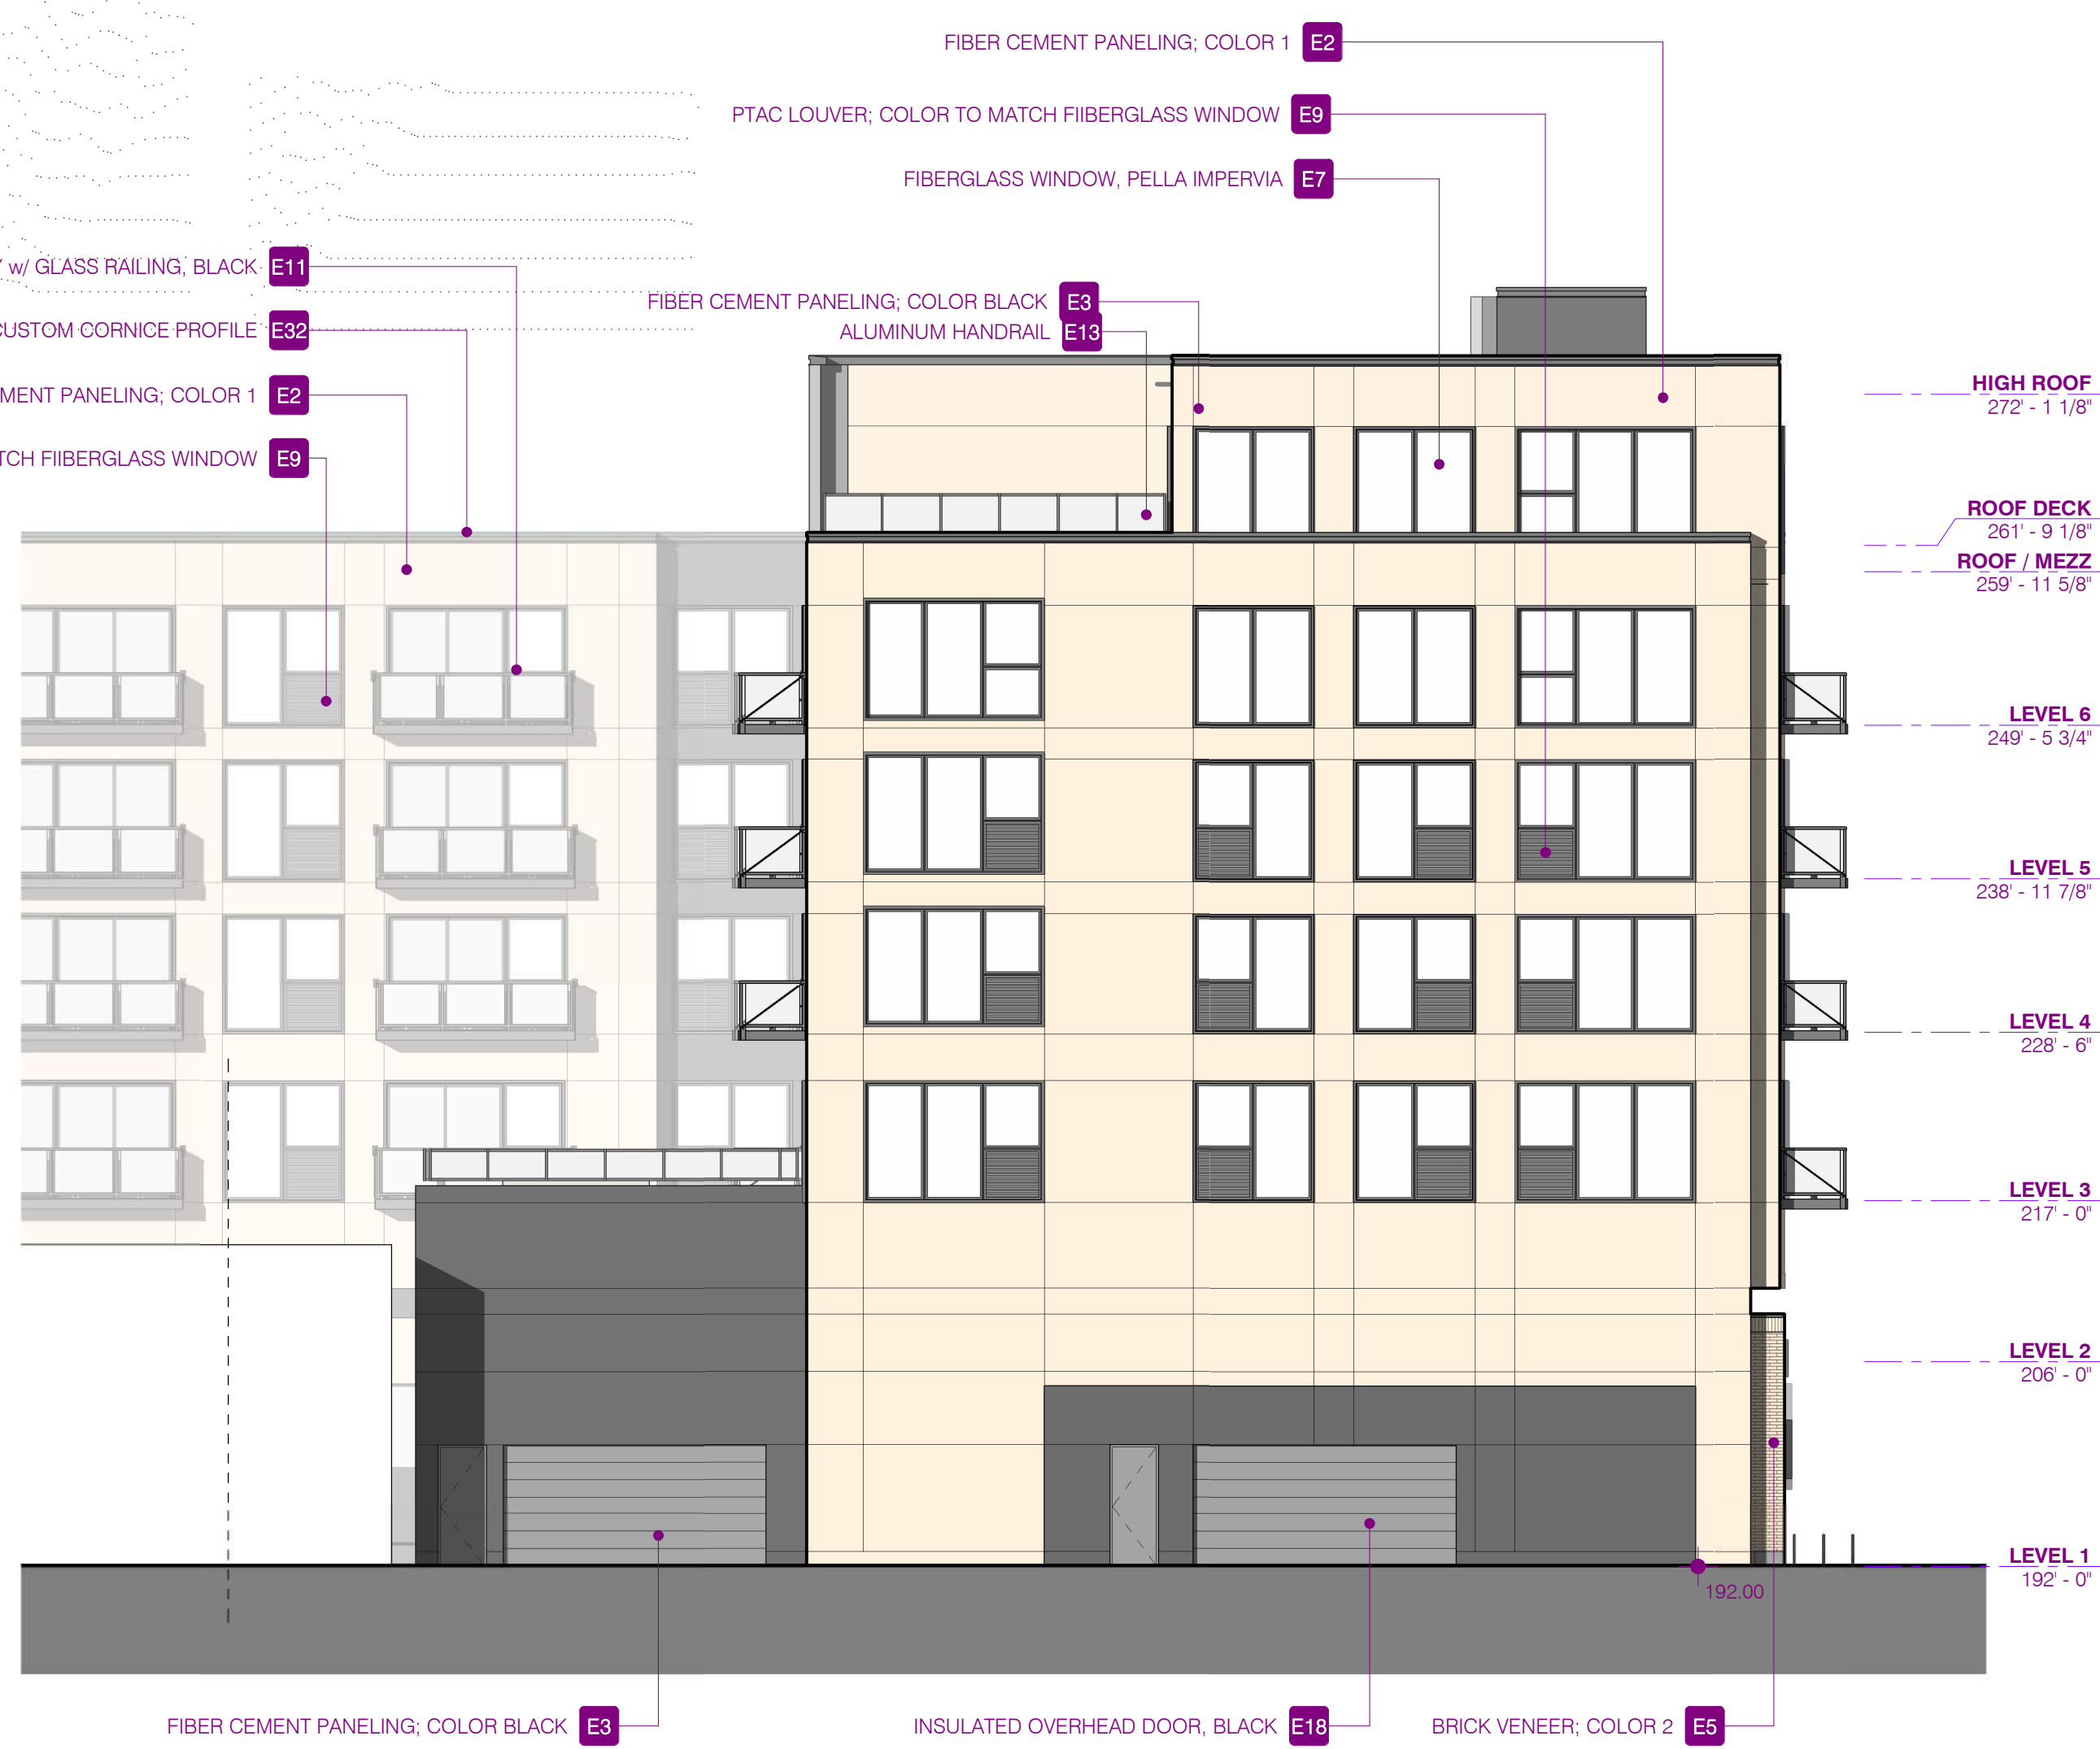 FIBER CEMENT PANELING; COLOR 1 E2
PTAC LOUVER; COLOR TO MATCH FIIBERGLASS WINDOW E9
FIBERGLASS WINDOW, PELLA IMPERVIA E7
w/ GLASS RAILING, BLACK E11
FIBER CEMENT PANELING; COLOR BLACK E3
CUSTOM CORNICE PROFILE E32
ALUMINUM HANDRAIL E13
MENT PANELING; COLOR 1 E2
TCH FIIBERGLASS WINDOW E9
HIGH ROOF
272' - 1 1/8"
ROOF DECK
261' - 9 1/8"
ROOF / MEZZ
259' - 11 5/8"
LEVEL 6
249' - 5 3/4"
LEVEL 5
238' - 11 7/8"
LEVEL 4
228' - 6"
LEVEL 3
217' - 0"
LEVEL 2
206' - 0"
LEVEL 1
192' - 0"
192.00
FIBER CEMENT PANELING; COLOR BLACK E3
INSULATED OVERHEAD DOOR, BLACK E18
BRICK VENEER; COLOR 2 E5